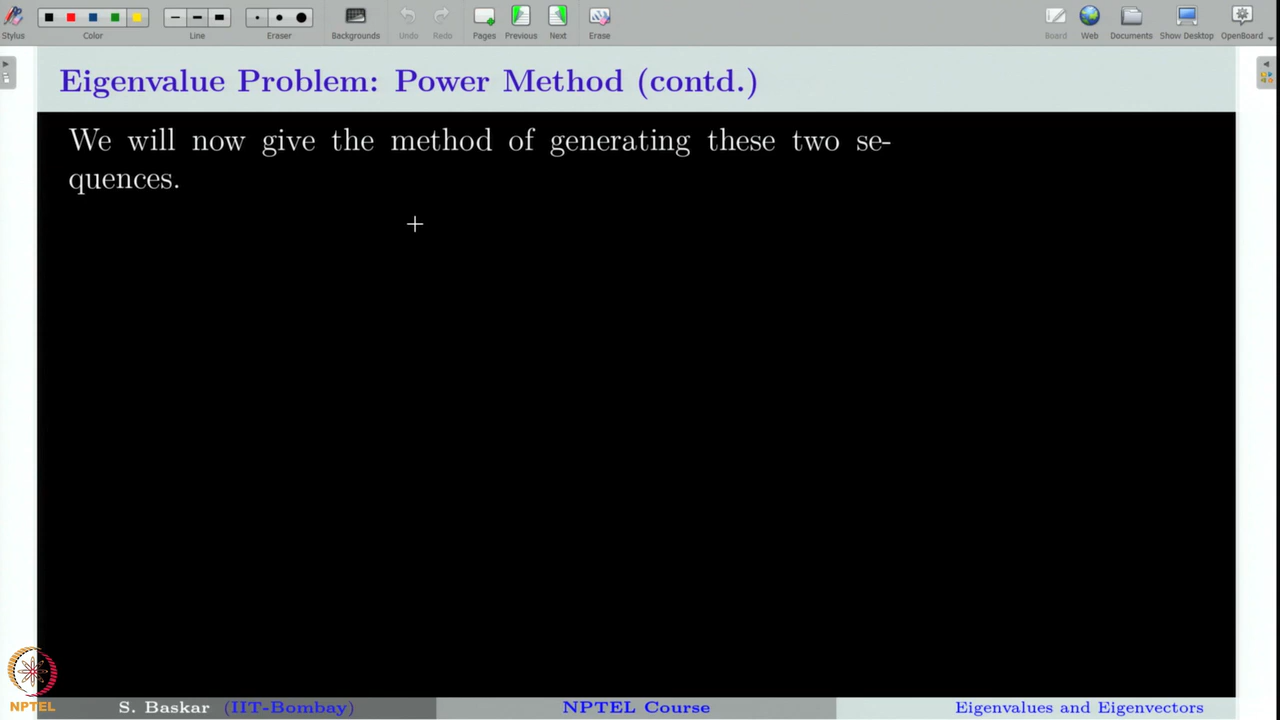 Stylus Color Line Eraser Backgrounds Undo Redo Pages Previous Next Erase Board Web Documents Show Desktop OpenBoard
Eigenvalue Problem: Power Method (contd.)
We will now give the method of generating these two se-
quences.
NPTEL
S. Baskar (IIT-Bombay) NPTEL Course Eigenvalues and Eigenvectors